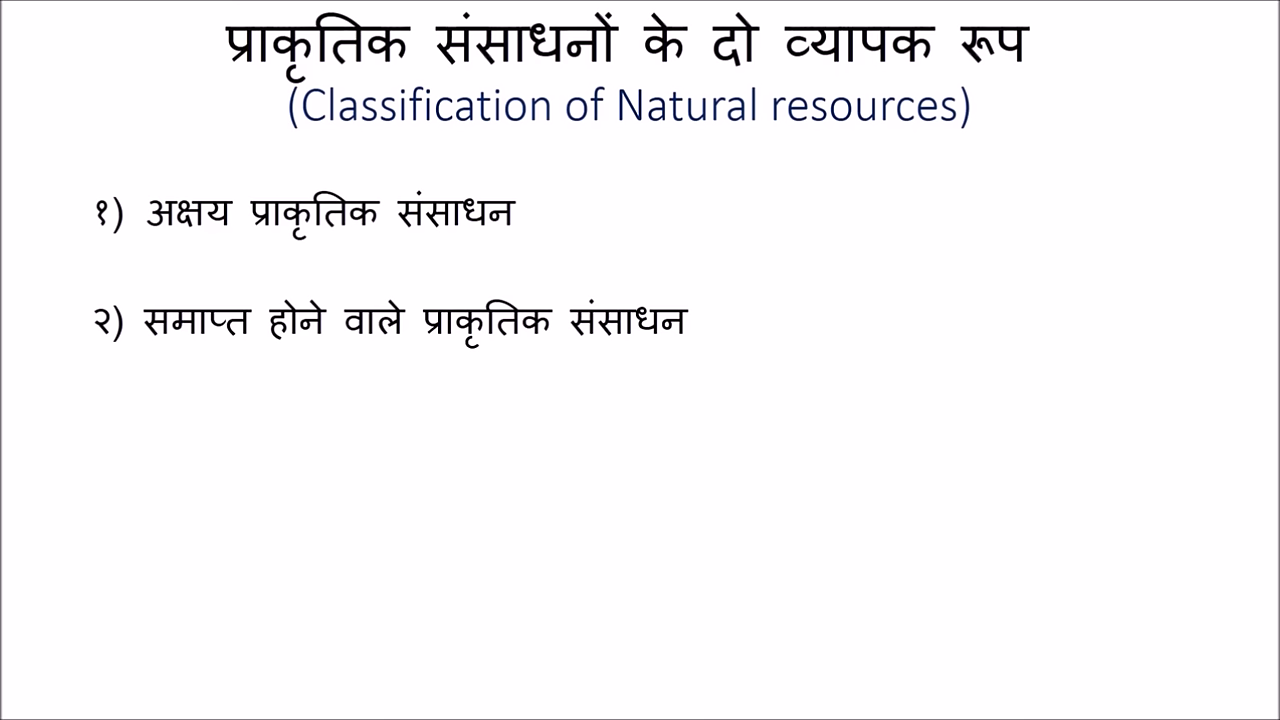 प्राकृतिक संसाधनों के दो व्यापक रूप
(Classification of Natural resources)
१) अक्षय प्राकृतिक संसाधन
२) समाप्त होने वाले प्राकृतिक संसाधन